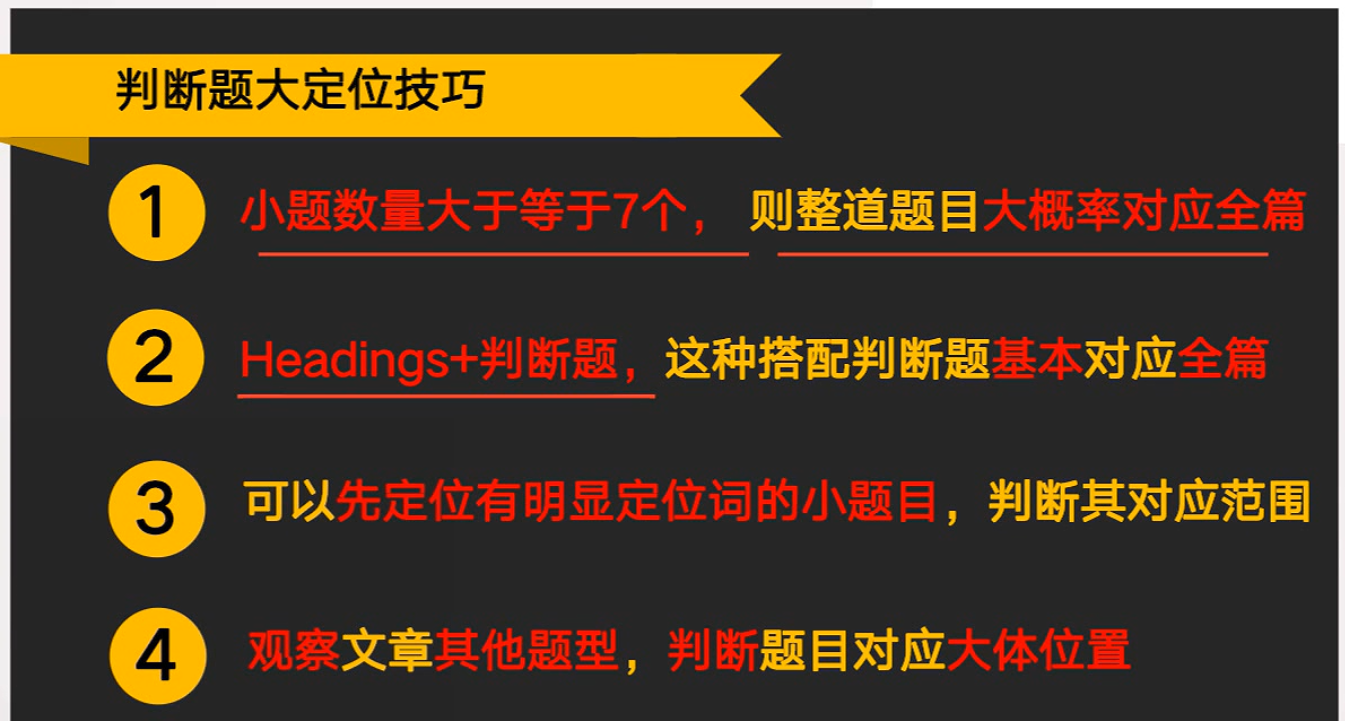 判断题大定位技巧
1 小题数量大于等于7个， 则整道题目大概率对应全篇
2 Headings+判断题，这种搭配判断题基本对应全篇
3 可以先定位有明显定位词的小题目，判断其对应范围
4 观察文章其他题型，判断题目对应大体位置